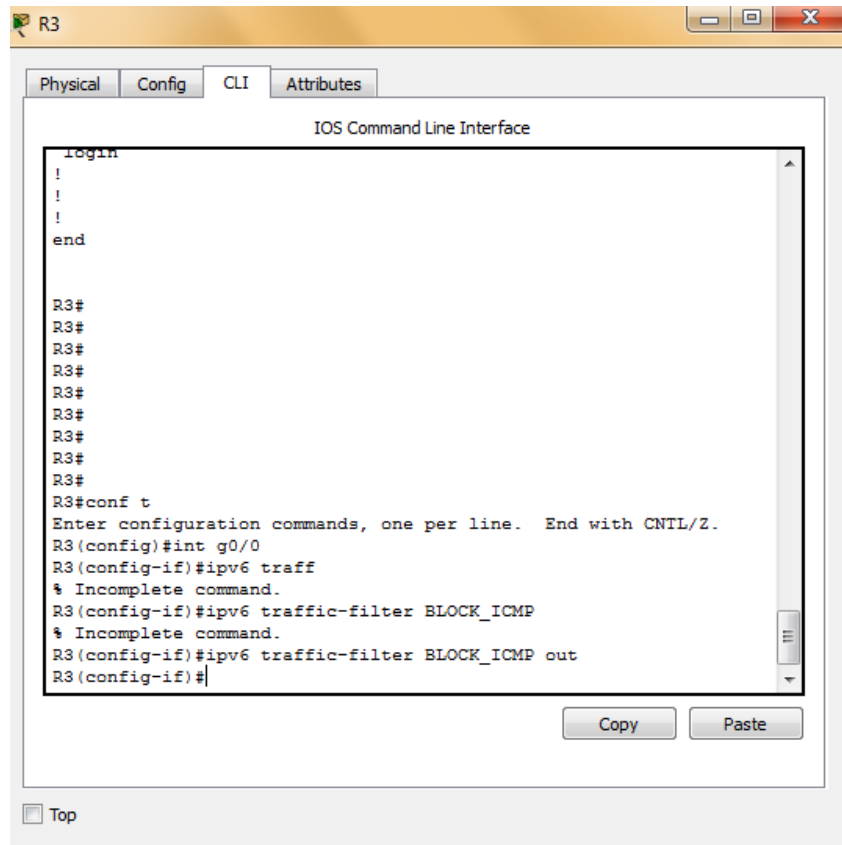 R3
Physical Config CLI Attributes
IOS Command Line Interface
login
!
!
!
end
R3#
R3#
R3#
R3#
R3#
R3#
R3#
R3#
R3#
R3#conf t
Enter configuration commands, one per line.  End with CNTL/Z.
R3(config)#int g0/0
R3(config-if)#ipv6 traff
% Incomplete command.
R3(config-if)#ipv6 traffic-filter BLOCK_ICMP
% Incomplete command.
R3(config-if)#ipv6 traffic-filter BLOCK_ICMP out
R3(config-if)#
Copy Paste
Top